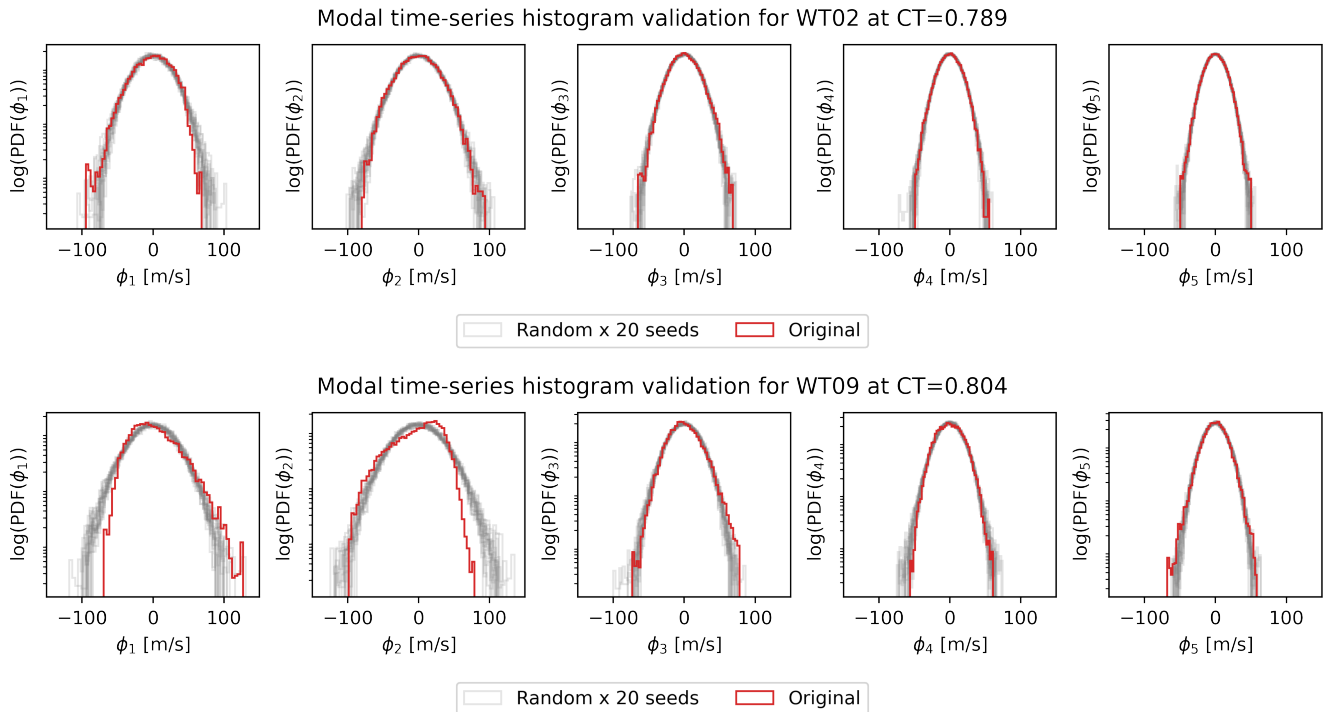 Modal time-series histogram validation for WT02 at CT=0.789
log(PDF(ϕ₁)) log(PDF(ϕ₂)) log(PDF(ϕ₃)) log(PDF(ϕ₄)) log(PDF(ϕ₅))
−100 0 100 −100 0 100 −100 0 100 −100 0 100 −100 0 100
ϕ₁ [m/s] ϕ₂ [m/s] ϕ₃ [m/s] ϕ₄ [m/s] ϕ₅ [m/s]
Random x 20 seeds Original
Modal time-series histogram validation for WT09 at CT=0.804
log(PDF(ϕ₁)) log(PDF(ϕ₂)) log(PDF(ϕ₃)) log(PDF(ϕ₄)) log(PDF(ϕ₅))
−100 0 100 −100 0 100 −100 0 100 −100 0 100 −100 0 100
ϕ₁ [m/s] ϕ₂ [m/s] ϕ₃ [m/s] ϕ₄ [m/s] ϕ₅ [m/s]
Random x 20 seeds Original